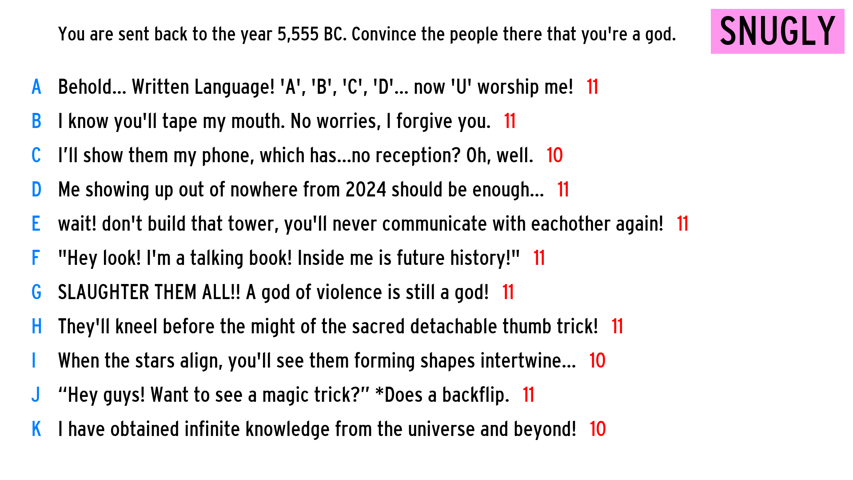 You are sent back to the year 5,555 BC. Convince the people there that you're a god.
SNUGLY
A Behold... Written Language! 'A', 'B', 'C', 'D'... now 'U' worship me! 11
B I know you'll tape my mouth. No worries, I forgive you. 11
C I’ll show them my phone, which has...no reception? Oh, well. 10
D Me showing up out of nowhere from 2024 should be enough... 11
E wait! don't build that tower, you'll never communicate with eachother again! 11
F "Hey look! I'm a talking book! Inside me is future history!" 11
G SLAUGHTER THEM ALL!! A god of violence is still a god! 11
H They'll kneel before the might of the sacred detachable thumb trick! 11
I When the stars align, you'll see them forming shapes intertwine... 10
J “Hey guys! Want to see a magic trick?” *Does a backflip. 11
K I have obtained infinite knowledge from the universe and beyond! 10